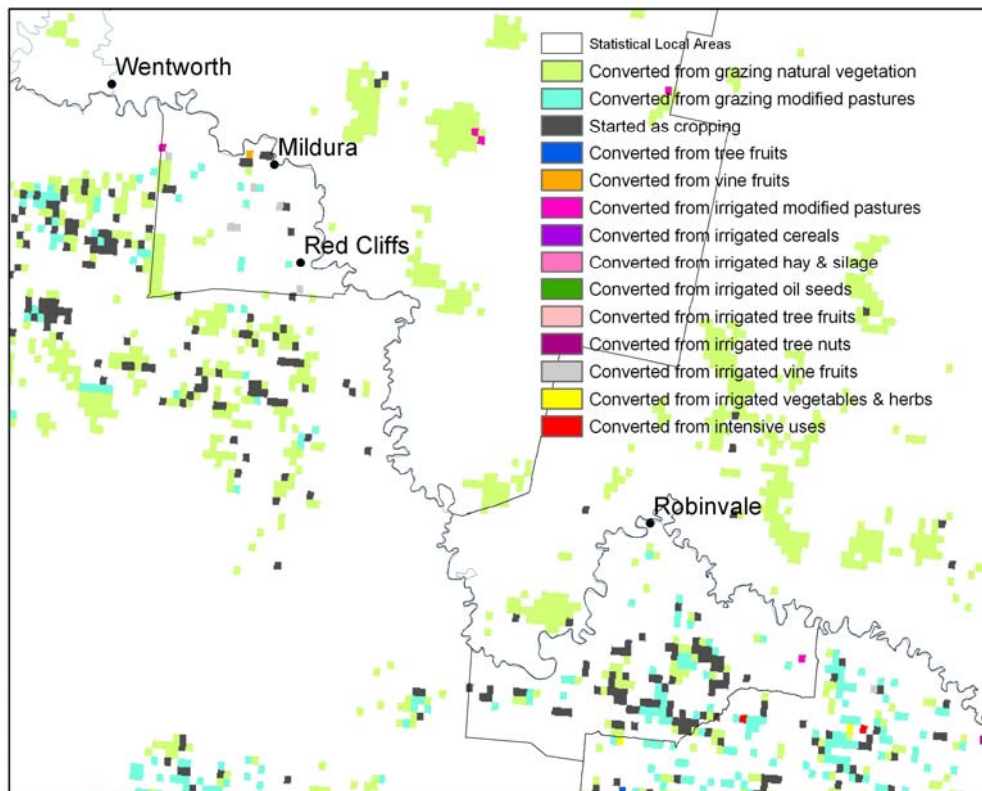 Wentworth
Mildura
Red Cliffs
Robinvale
Statistical Local Areas
Converted from grazing natural vegetation
Converted from grazing modified pastures
Started as cropping
Converted from tree fruits
Converted from vine fruits
Converted from irrigated modified pastures
Converted from irrigated cereals
Converted from irrigated hay & silage
Converted from irrigated oil seeds
Converted from irrigated tree fruits
Converted from irrigated tree nuts
Converted from irrigated vine fruits
Converted from irrigated vegetables & herbs
Converted from intensive uses